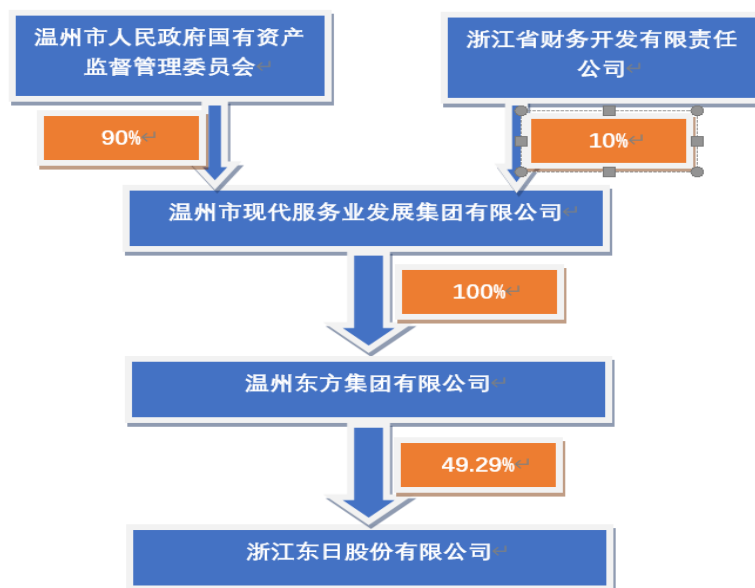 温州市人民政府国有资产
监督管理委员会
浙江省财务开发有限责任
公司
90%
10%
温州市现代服务业发展集团有限公司
100%
温州东方集团有限公司
49.29%
浙江东日股份有限公司